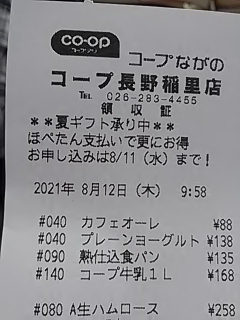 co-op
コープながの
コープ長野稲里店
TEL 026-283-4455
領収証
**夏ギフト承り中**
ほぺたん支払いで更にお得
お申し込みは8/11(水)まで!
2021年 8月12日(木) 9:58
#040 カフェオーレ ¥88
#040 プレーンヨーグルト ¥138
#090 熟仕込食パン ¥135
#140 コープ牛乳1L ¥168
#080 A生ハムロース ¥258